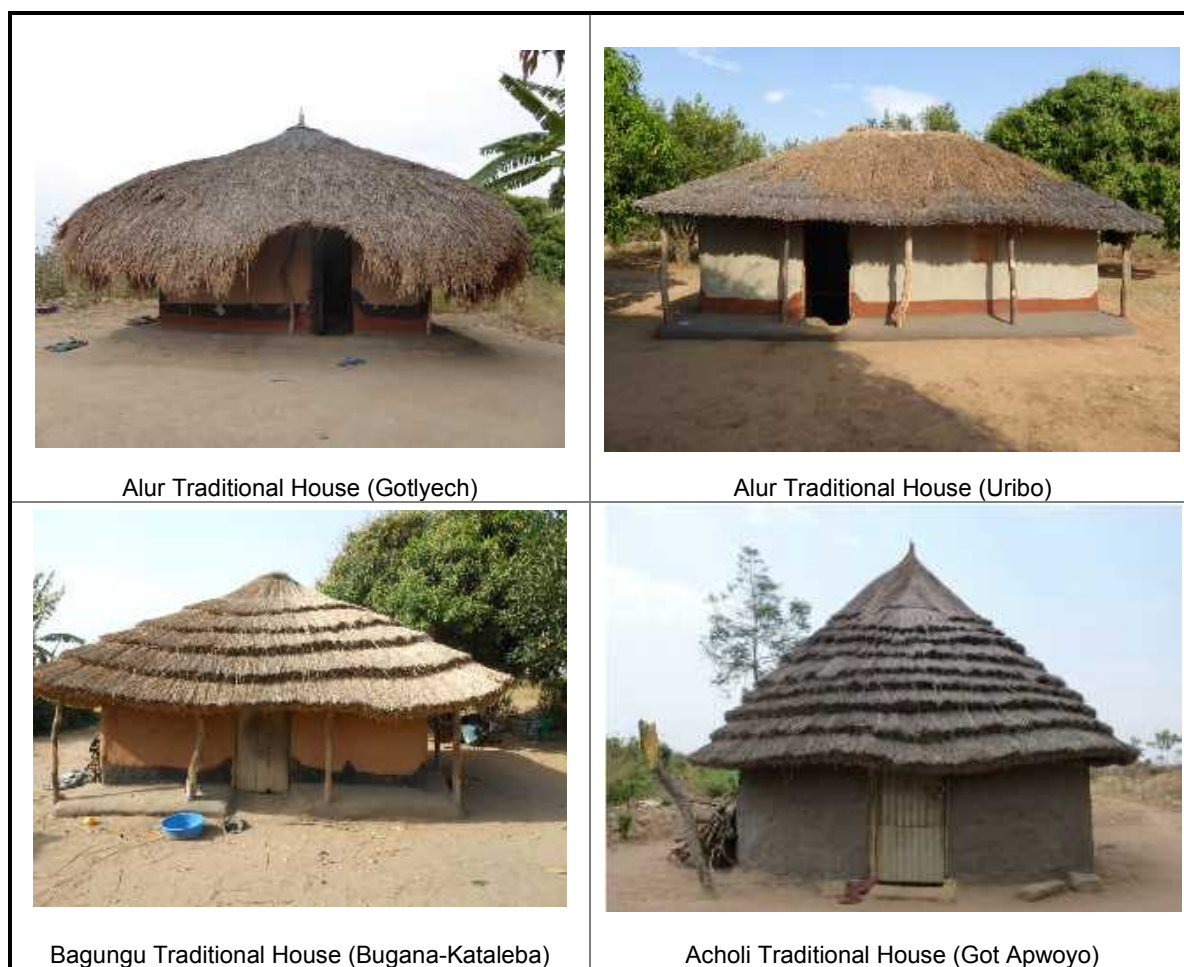 Alur Traditional House (Gotlyech)
Alur Traditional House (Uribo)
Bagungu Traditional House (Bugana-Kataleba)
Acholi Traditional House (Got Apwoyo)